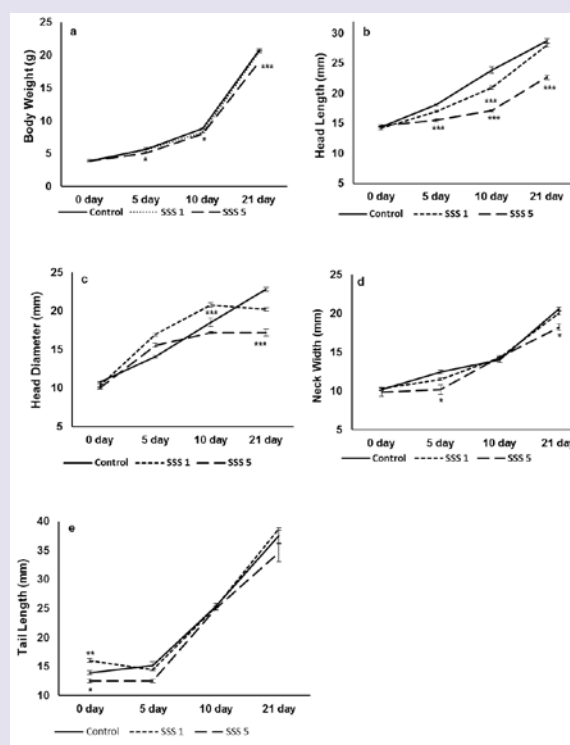 a
Body Weight (g)
25
20
15
10
5
0
*
*
***
0 day 5 day 10 day 21 day
Control SSS 1 SSS 5
b
Head Length (mm)
30
25
20
15
10
5
***
***
***
***
0 day 5 day 10 day 21 day
Control SSS 1 SSS 5
c
Head Diameter (mm)
25
20
15
10
5
***
***
0 day 5 day 10 day 21 day
Control SSS 1 SSS 5
d
Neck Width (mm)
25
20
15
10
5
*
*
0 day 5 day 10 day 21 day
Control SSS 1 SSS 5
e
Tail Length (mm)
40
35
30
25
20
15
10
**
*
0 day 5 day 10 day 21 day
Control SSS 1 SSS 5